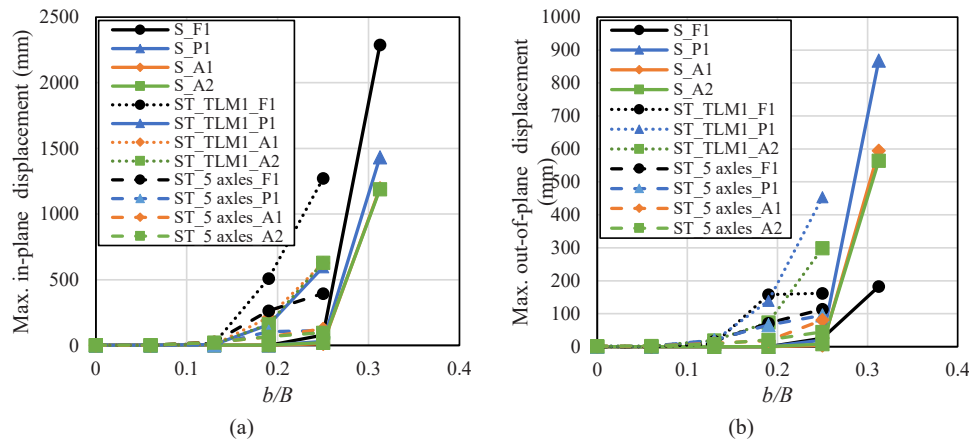 Max. in-plane displacement (mm)
2500
2000
1500
1000
500
0
0
0.1
0.2
0.3
0.4
b/B
S_F1
S_P1
S_A1
S_A2
ST_TLM1_F1
ST_TLM1_P1
ST_TLM1_A1
ST_TLM1_A2
ST_5 axles_F1
ST_5 axles_P1
ST_5 axles_A1
ST_5 axles_A2
(a)
Max. out-of-plane displacement
(mm)
1000
900
800
700
600
500
400
300
200
100
0
0
0.1
0.2
0.3
0.4
b/B
S_F1
S_P1
S_A1
S_A2
ST_TLM1_F1
ST_TLM1_P1
ST_TLM1_A2
ST_5 axles_F1
ST_5 axles_P1
ST_5 axles_A1
ST_5 axles_A2
(b)